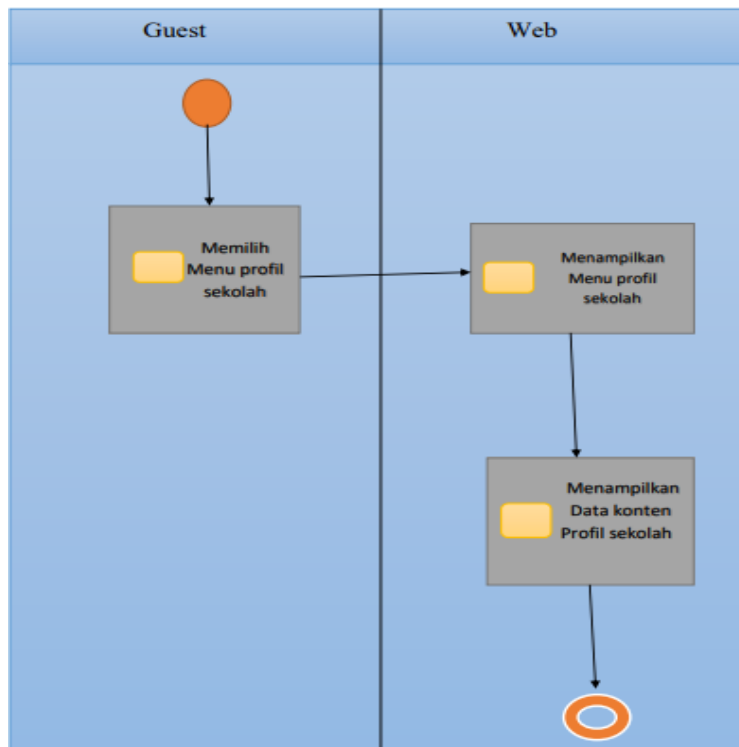 Guest
Web
Memilih
Menu profil
sekolah
Menampilkan
Menu profil
sekolah
Menampilkan
Data konten
Profil sekolah